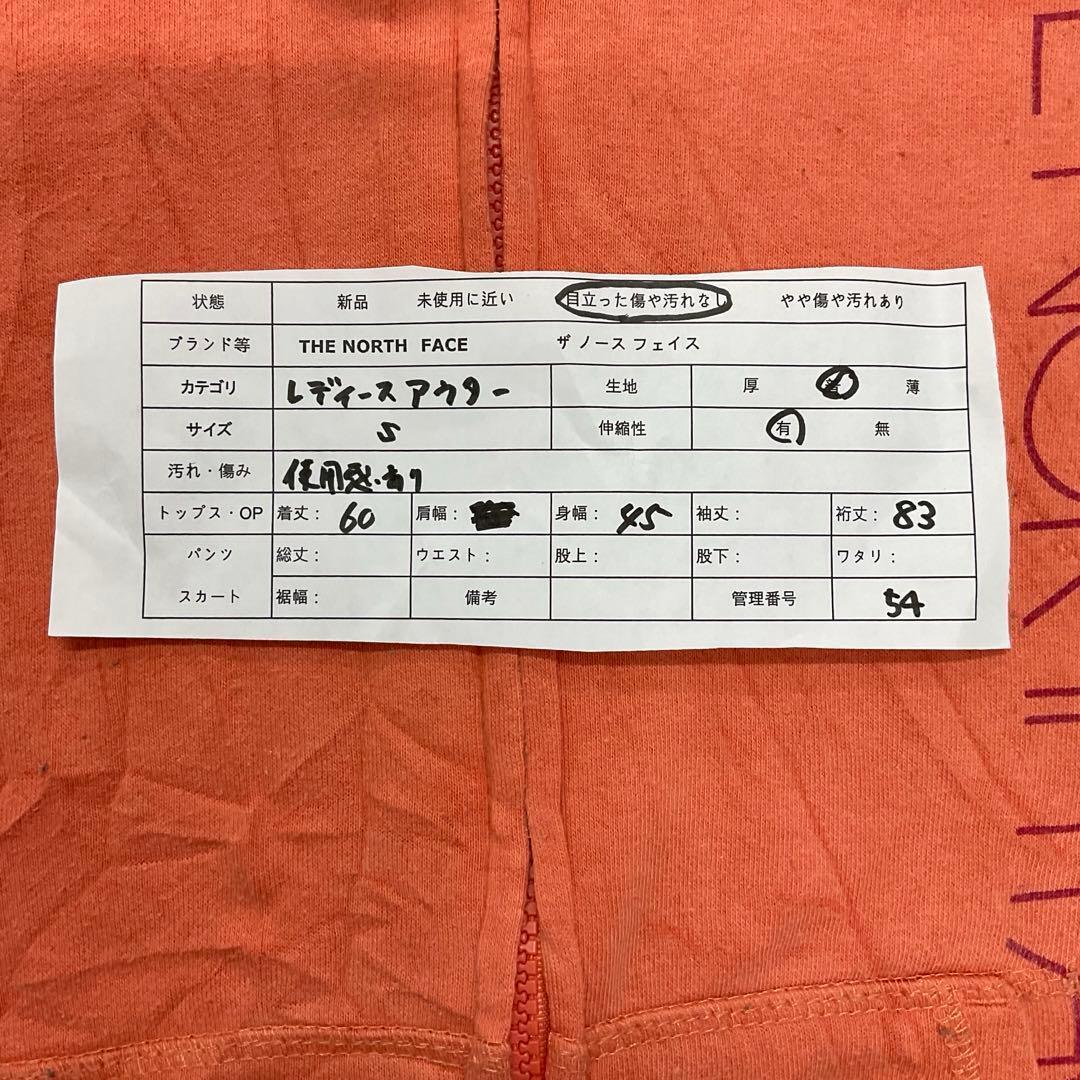 状態 新品 未使用に近い 目立った傷や汚れなし やや傷や汚れあり
ブランド等 THE NORTH FACE ザ ノース フェイス
カテゴリ レディースアウター 生地 厚 薄
サイズ S 伸縮性 有 無
汚れ・傷み 使用感あり
トップス・OP 着丈: 60 肩幅: 身幅: 45 袖丈: 裄丈: 83
パンツ 総丈: ウエスト: 股上: 股下: ワタリ:
スカート 裾幅: 備考 管理番号 54